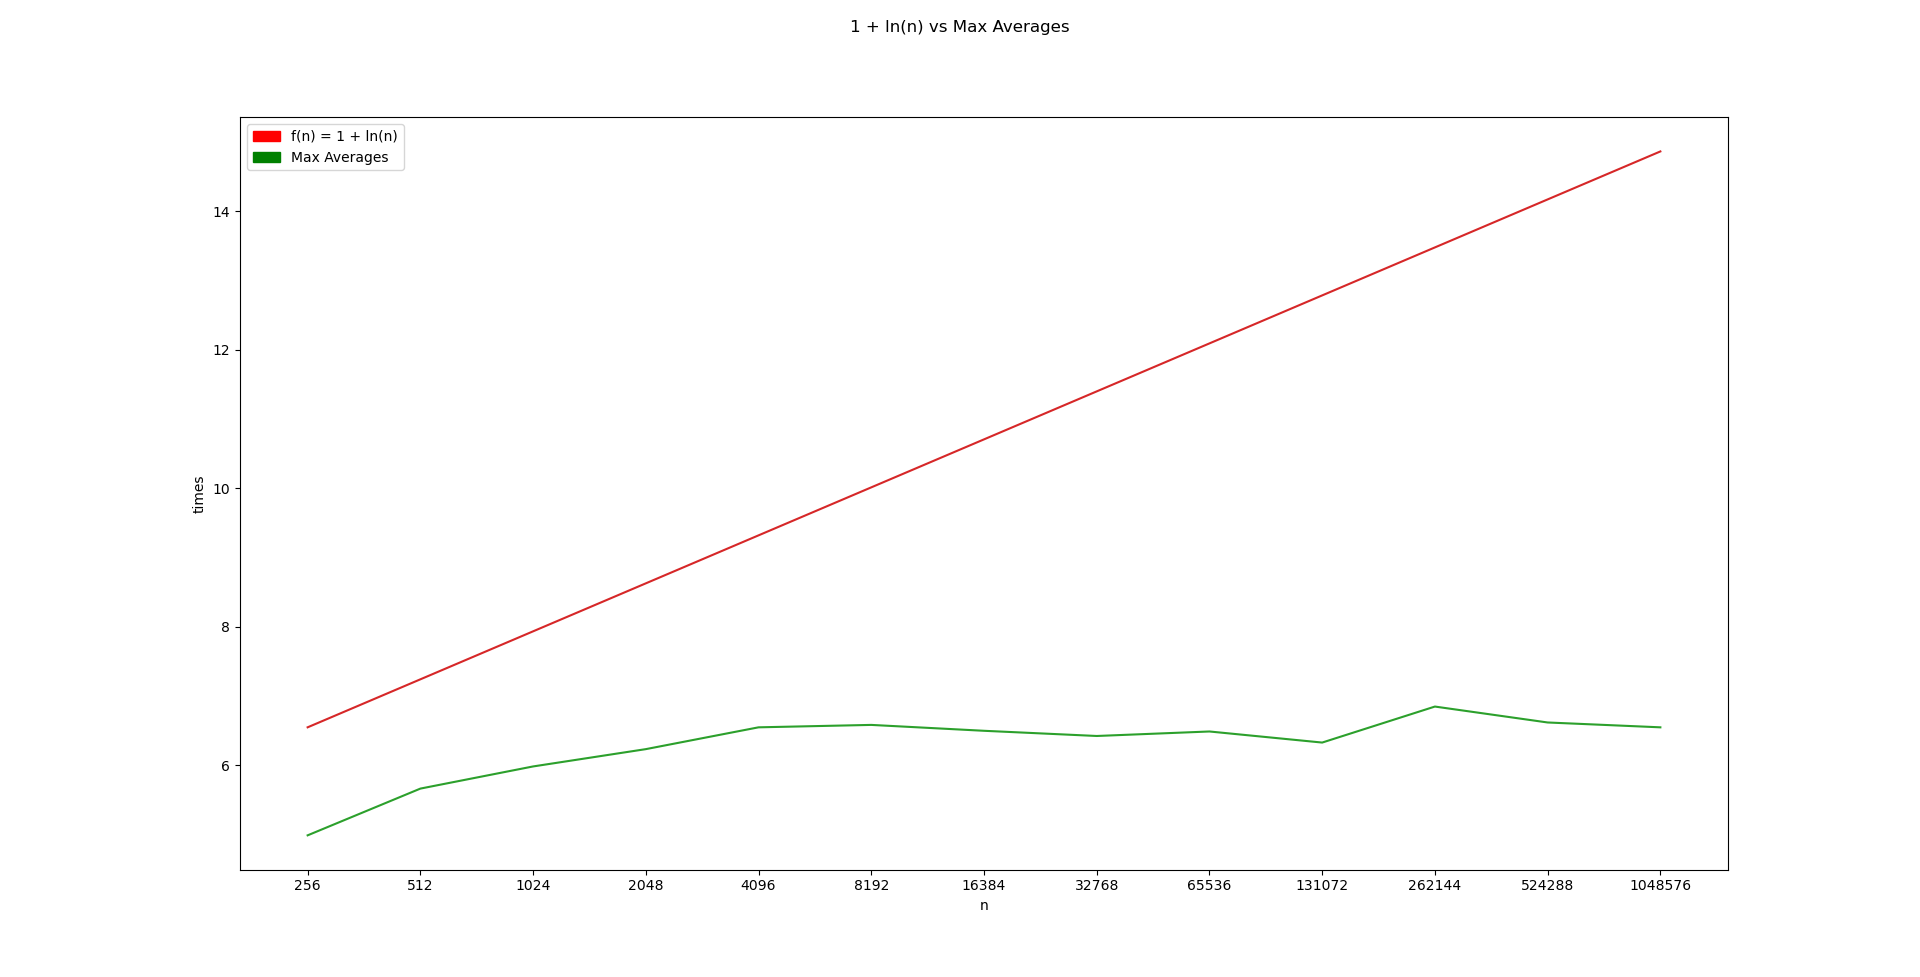 1 + ln(n) vs Max Averages
f(n) = 1 + ln(n)
Max Averages
14
12
10
8
6
times
256 512 1024 2048 4096 8192 16384 32768 65536 131072 262144 524288 1048576
n